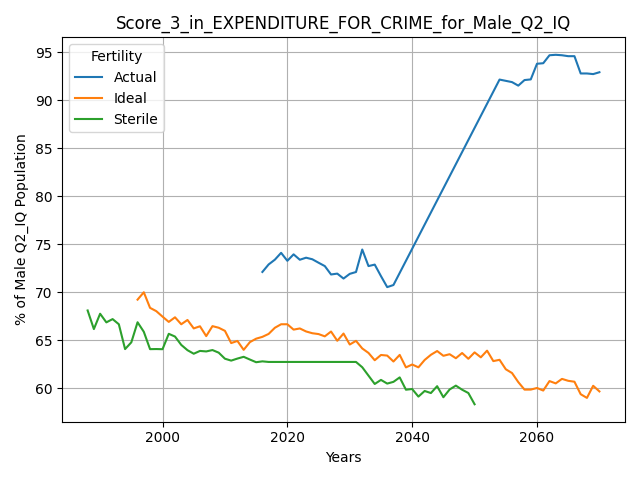 Score_3_in_EXPENDITURE_FOR_CRIME_for_Male_Q2_IQ
Fertility
Actual
Ideal
Sterile
% of Male Q2_IQ Population
95
90
85
80
75
70
65
60
2000
2020
2040
2060
Years